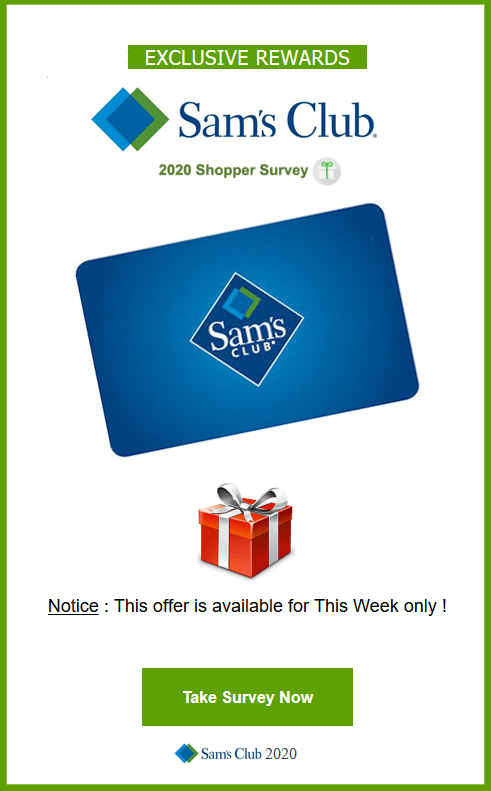 EXCLUSIVE REWARDS
Sam's Club®
2020 Shopper Survey
Sam's
CLUB®
Notice : This offer is available for This Week only !
Take Survey Now
Sam's Club 2020